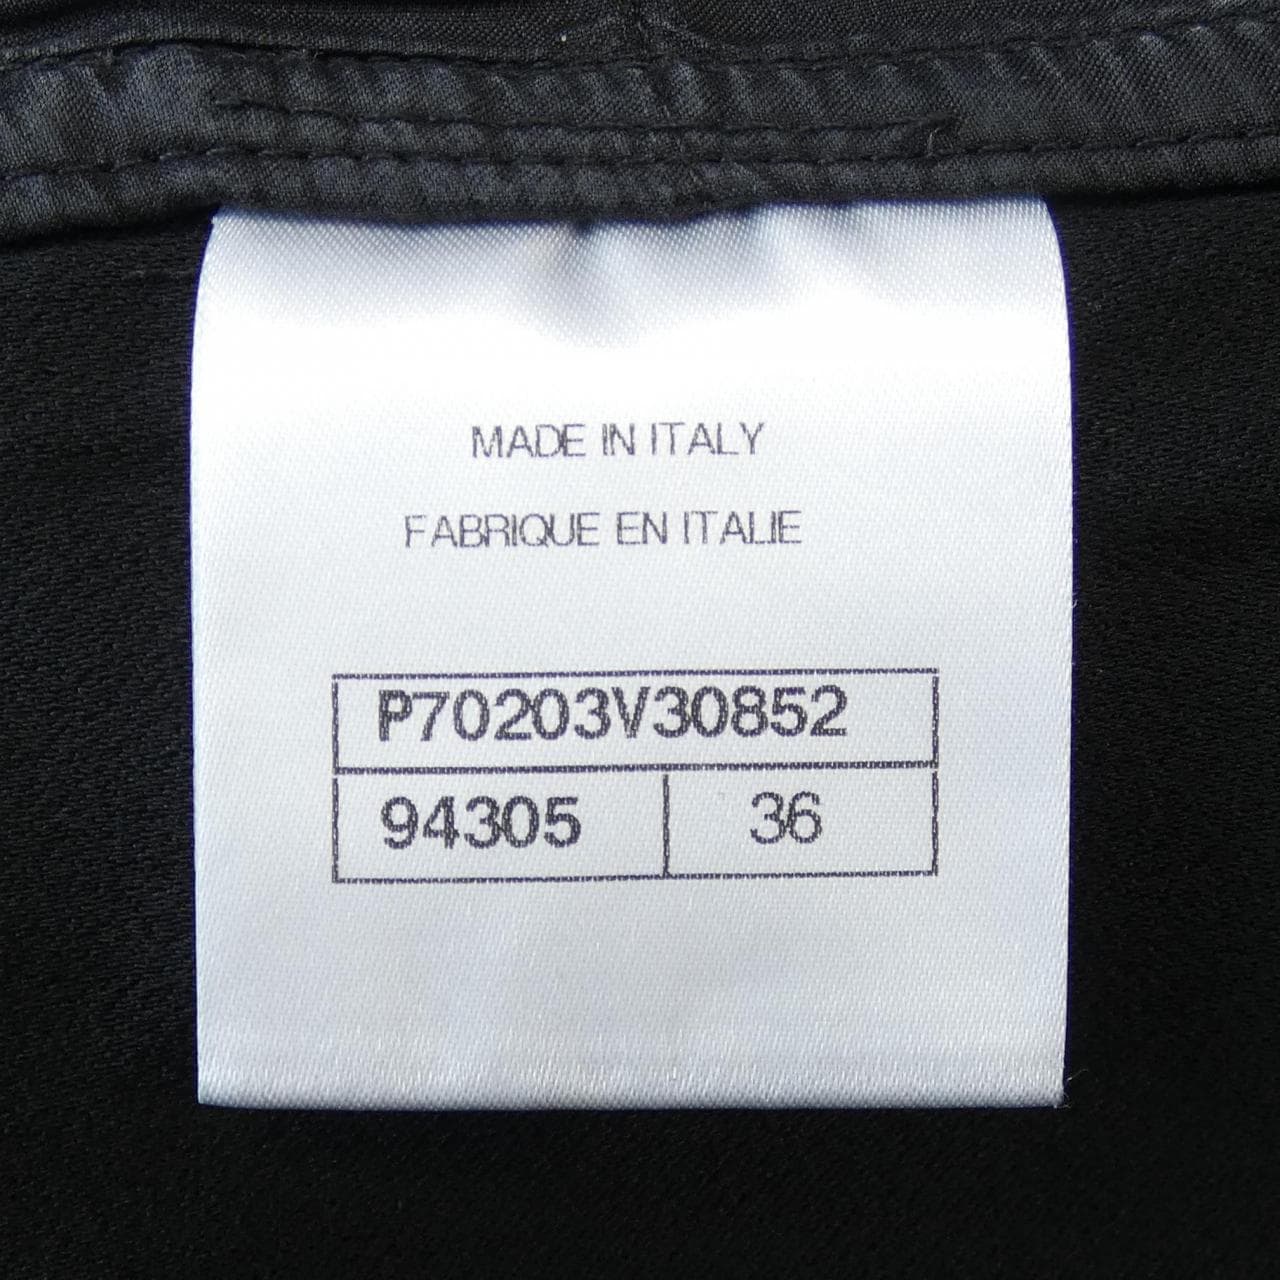 MADE IN ITALY
FABRIQUE EN ITALIE
P70203V30852
94305 36